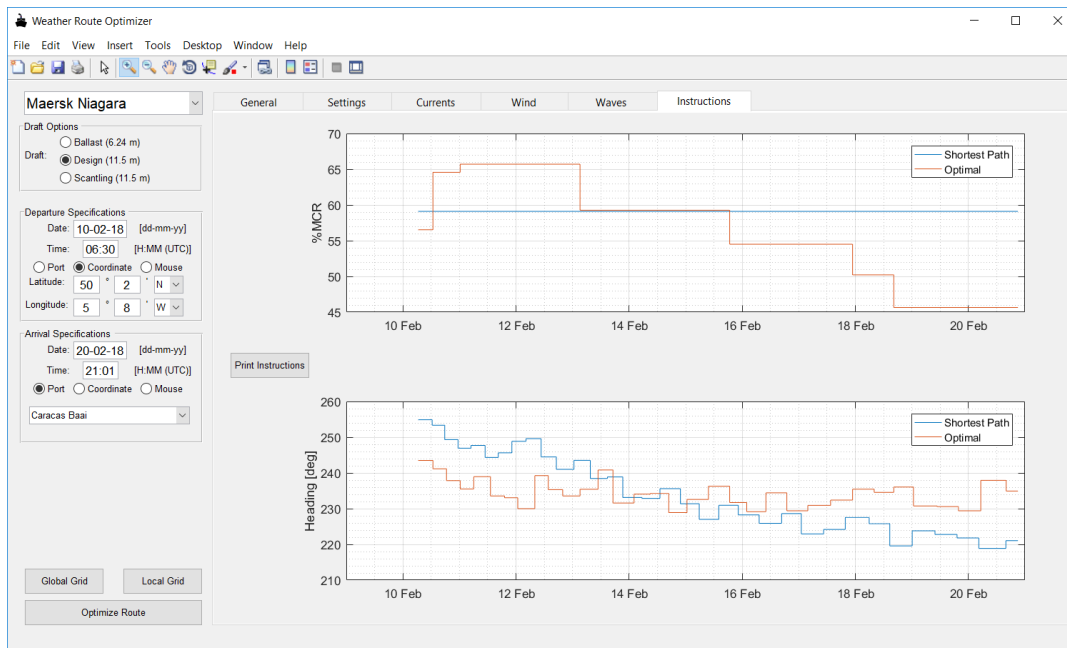 Weather Route Optimizer
File Edit View Insert Tools Desktop Window Help
Maersk Niagara
Draft Options
Draft:
Ballast (6.24 m)
Design (11.5 m)
Scantling (11.5 m)
Departure Specifications
Date: 10-02-18 [dd-mm-yy]
Time: 06:30 [H:MM (UTC)]
Port Coordinate Mouse
Latitude: 50 ° 2 ' N
Longitude: 5 ° 8 ' W
Arrival Specifications
Date: 20-02-18 [dd-mm-yy]
Time: 21:01 [H:MM (UTC)]
Port Coordinate Mouse
Caracas Baai
Global Grid Local Grid
Optimize Route
General Settings Currents Wind Waves Instructions
70
65
60
55
50
45
%MCR
Shortest Path
Optimal
10 Feb 12 Feb 14 Feb 16 Feb 18 Feb 20 Feb
Print Instructions
260
250
240
230
220
210
Heading [deg]
Shortest Path
Optimal
10 Feb 12 Feb 14 Feb 16 Feb 18 Feb 20 Feb